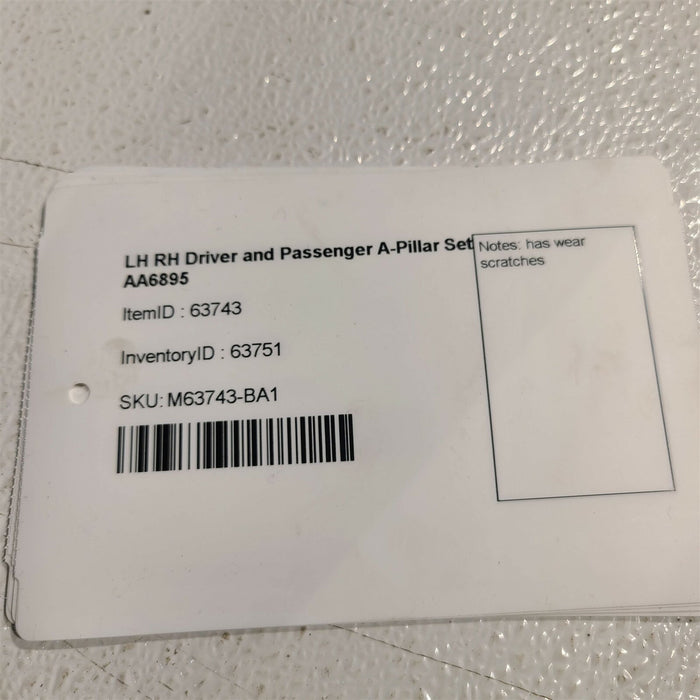 LH RH Driver and Passenger A-Pillar Set
AA6895
ItemID : 63743
InventoryID : 63751
SKU: M63743-BA1
Notes: has wear
scratches